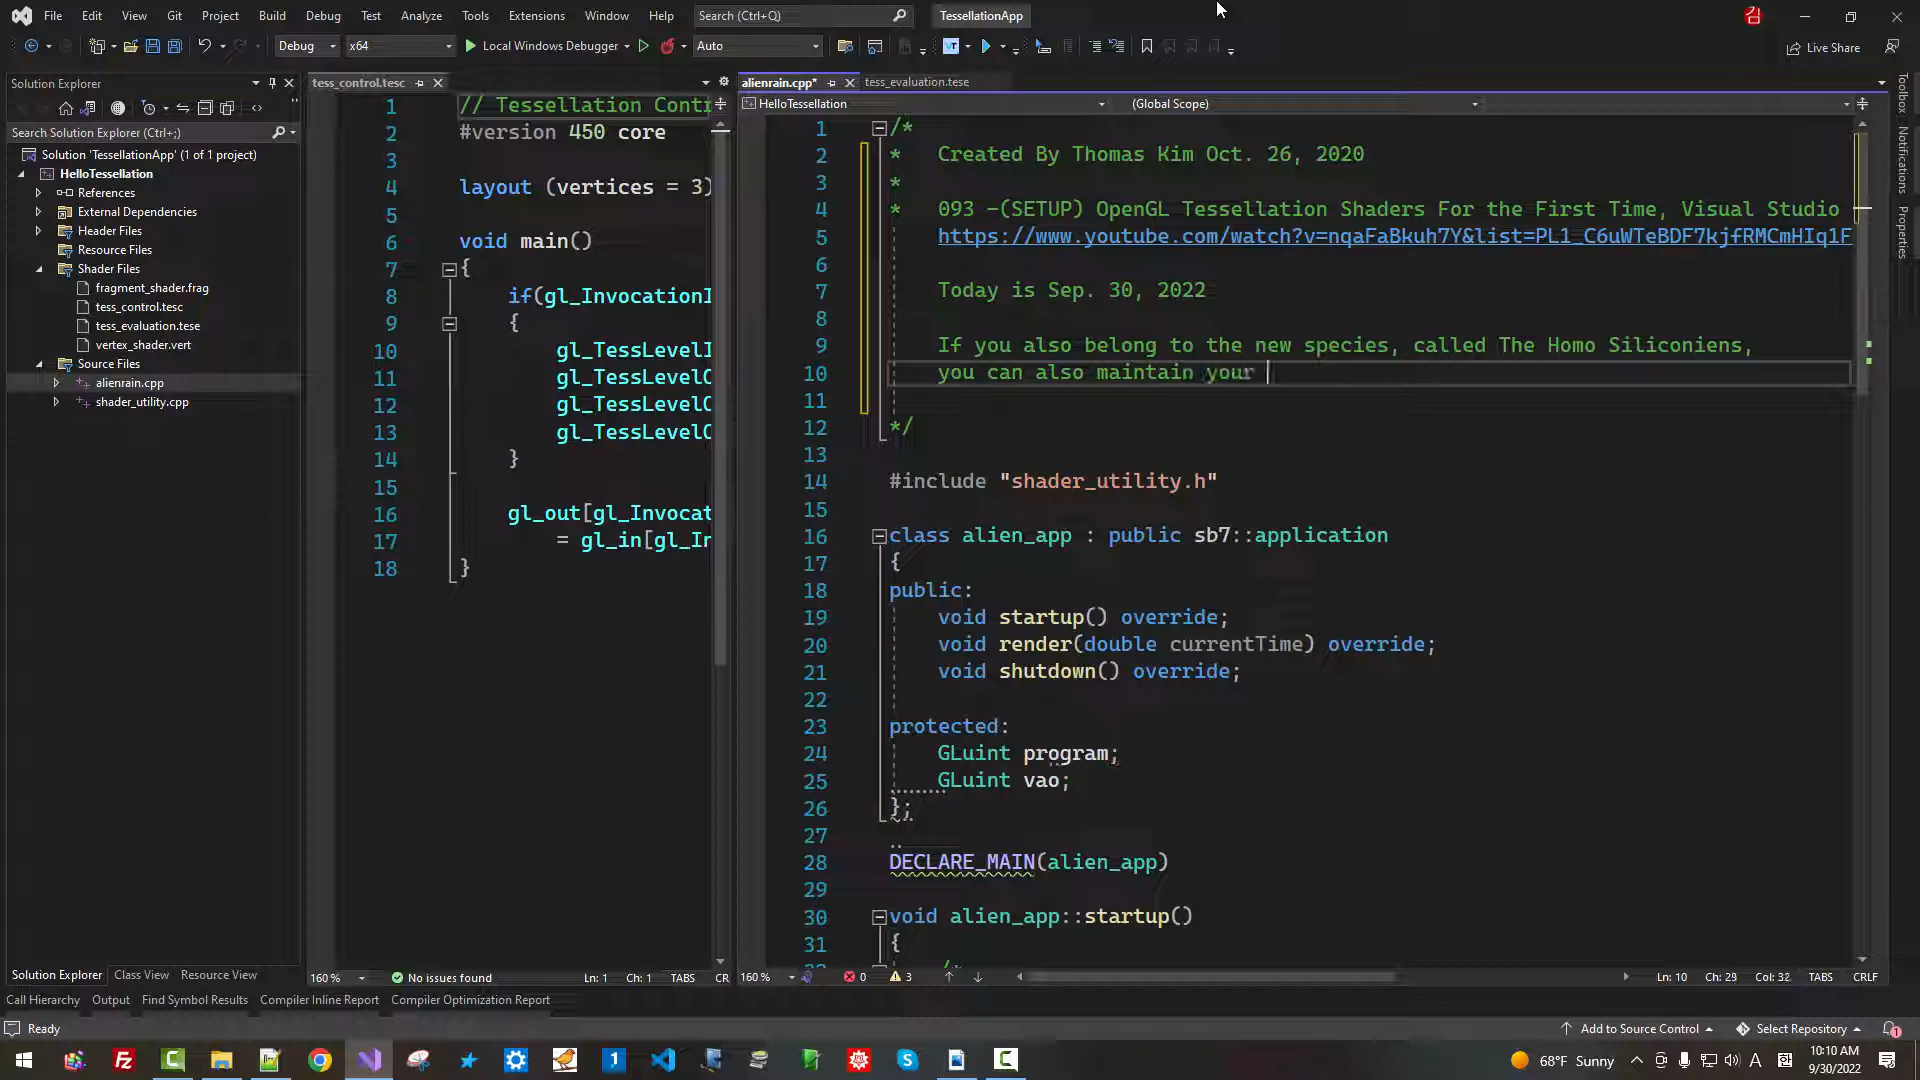 File Edit View Git Project Build Debug Test Analyze Tools Extensions Window Help Search (Ctrl+Q) TessellationApp
Debug x64 Local Windows Debugger Auto Live Share
Solution Explorer
Search Solution Explorer (Ctrl+;)
Solution 'TessellationApp' (1 of 1 project)
HelloTessellation
References
External Dependencies
Header Files
Resource Files
Shader Files
fragment_shader.frag
tess_control.tesc
tess_evaluation.tese
vertex_shader.vert
Source Files
alienrain.cpp
shader_utility.cpp
Solution Explorer Class View Resource View
tess_control.tesc
1 // Tessellation Contr
2 #version 450 core
3
4 layout (vertices = 3)
5
6 void main()
7 {
8 if(gl_InvocationI
9 {
10 gl_TessLevelI
11 gl_TessLevelO
12 gl_TessLevelO
13 gl_TessLevelO
14 }
15
16 gl_out[gl_Invocat
17 = gl_in[gl_In
18 }
160 % No issues found Ln: 1 Ch: 1 TABS CR
alienrain.cpp* tess_evaluation.tese
HelloTessellation (Global Scope)
1 /*
2 * Created By Thomas Kim Oct. 26, 2020
3 *
4 * 093 -(SETUP) OpenGL Tessellation Shaders For the First Time, Visual Studio
5 https://www.youtube.com/watch?v=nqaFaBkuh7Y&list=PL1_C6uWTeBDF7kjfRMCmHIq1F
6
7 Today is Sep. 30, 2022
8
9 If you also belong to the new species, called The Homo Siliconiens,
10 you can also maintain your
11
12 */
13
14 #include "shader_utility.h"
15
16 class alien_app : public sb7::application
17 {
18 public:
19 void startup() override;
20 void render(double currentTime) override;
21 void shutdown() override;
22
23 protected:
24 GLuint program;
25 GLuint vao;
26 };
27
28 DECLARE_MAIN(alien_app)
29
30 void alien_app::startup()
31 {
160 % 0 3 Ln: 10 Ch: 29 Col: 32 TABS CRLF
Toolbox
Notifications
Properties
Call Hierarchy Output Find Symbol Results Compiler Inline Report Compiler Optimization Report
Ready Add to Source Control Select Repository 1
68°F Sunny A 10:10 AM
9/30/2022